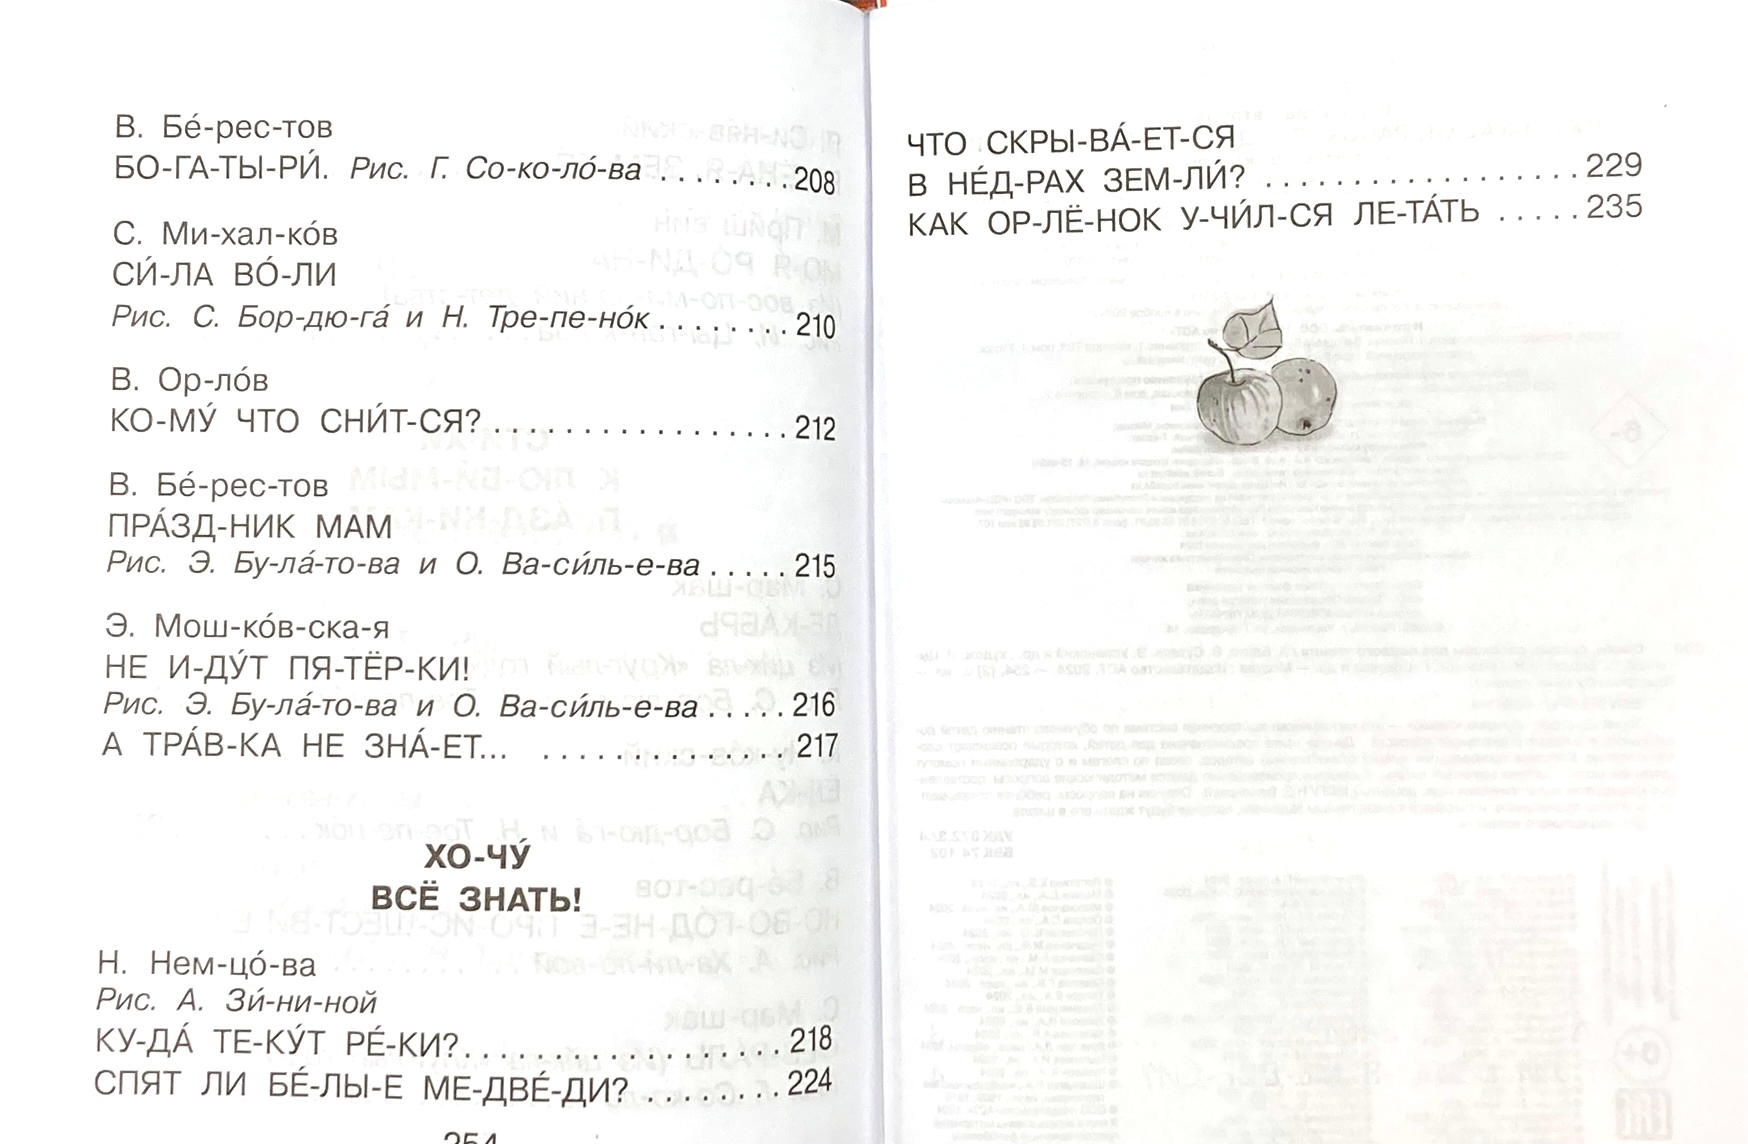 В. Бе́-рес-тов
БО-ГА-ТЫ-РИ́. Рис. Г. Со-ко-ло́-ва ........208
С. Ми-хал-ко́в
СИ́-ЛА ВО́-ЛИ
Рис. С. Бор-дю-га́ и Н. Тре-пе-но́к........210
В. Ор-ло́в
КО-МУ́ ЧТО СНИ́Т-СЯ?..................212
В. Бе́-рес-тов
ПРА́ЗД-НИК МАМ
Рис. Э. Бу-ла́-то-ва и О. Ва-си́ль-е-ва.....215
Э. Мош-ко́в-ска-я
НЕ И-ДУ́Т ПЯ-ТЁР-КИ!
Рис. Э. Бу-ла́-то-ва и О. Ва-си́ль-е-ва.....216
А ТРА́В-КА НЕ ЗНА́-ЕТ... ...............217
ХО-ЧУ́
ВСЁ ЗНАТЬ!
Н. Нем-цо́-ва
Рис. А. Зи́-ни-ной
КУ-ДА́ ТЕ-КУ́Т РЕ́-КИ?...................218
СПЯТ ЛИ БЕ́-ЛЫ-Е МЕ-ДВЕ́-ДИ?........224
254
ЧТО СКРЫ-ВА́-ЕТ-СЯ
В НЕ́Д-РАХ ЗЕМ-ЛИ́? ..................229
КАК ОР-ЛЁ-НОК У-ЧИ́Л-СЯ ЛЕ-ТА́ТЬ .....235